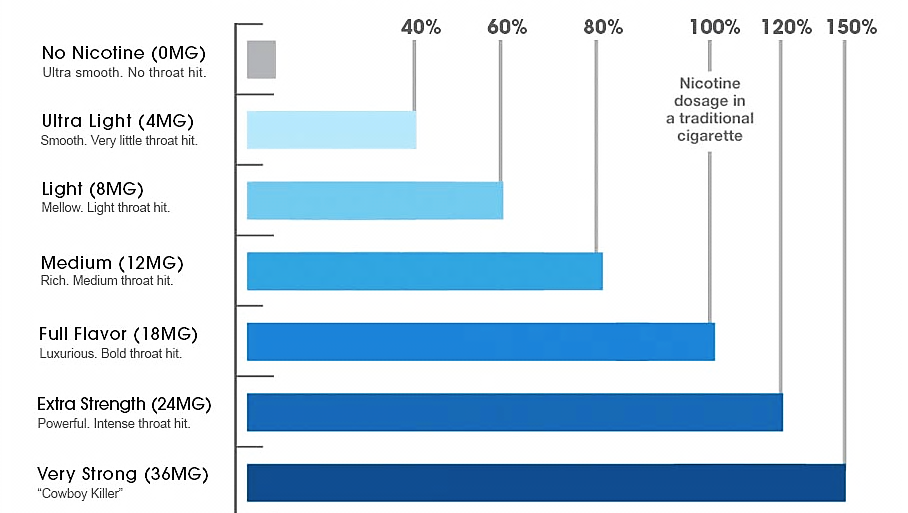 40% 60% 80% 100% 120% 150%
No Nicotine (0MG)
Ultra smooth. No throat hit.
Nicotine
dosage in
a traditional
cigarette
Ultra Light (4MG)
Smooth. Very little throat hit.
Light (8MG)
Mellow. Light throat hit.
Medium (12MG)
Rich. Medium throat hit.
Full Flavor (18MG)
Luxurious. Bold throat hit.
Extra Strength (24MG)
Powerful. Intense throat hit.
Very Strong (36MG)
“Cowboy Killer”